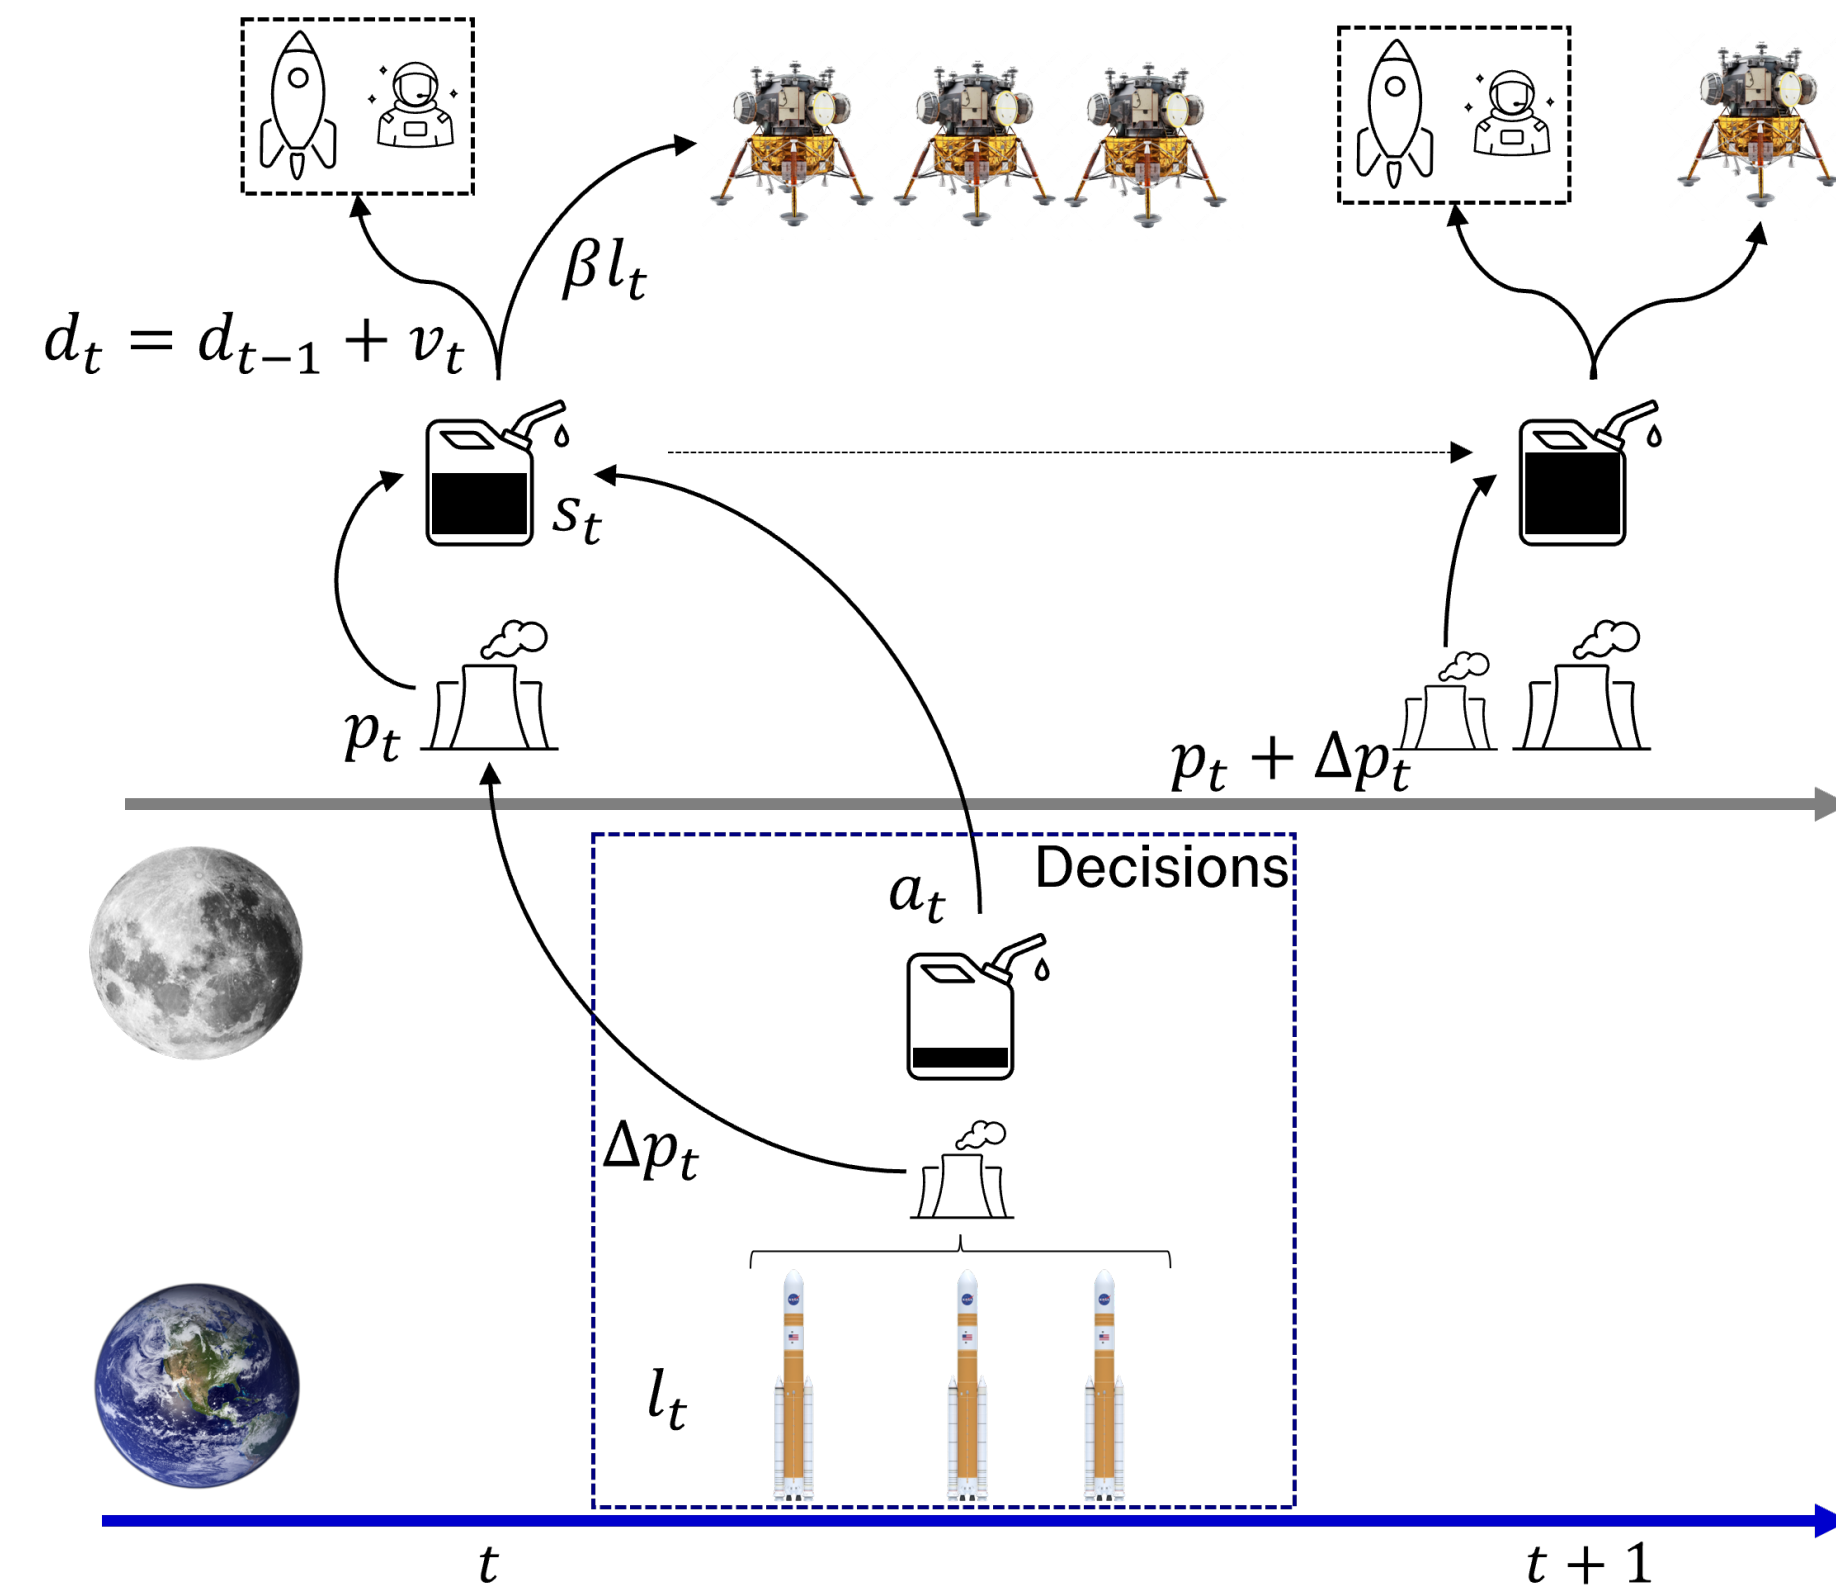 βl_t
d_t = d_{t−1} + v_t
s_t
p_t
p_t + Δp_t
Decisions
a_t
Δp_t
l_t
t
t + 1